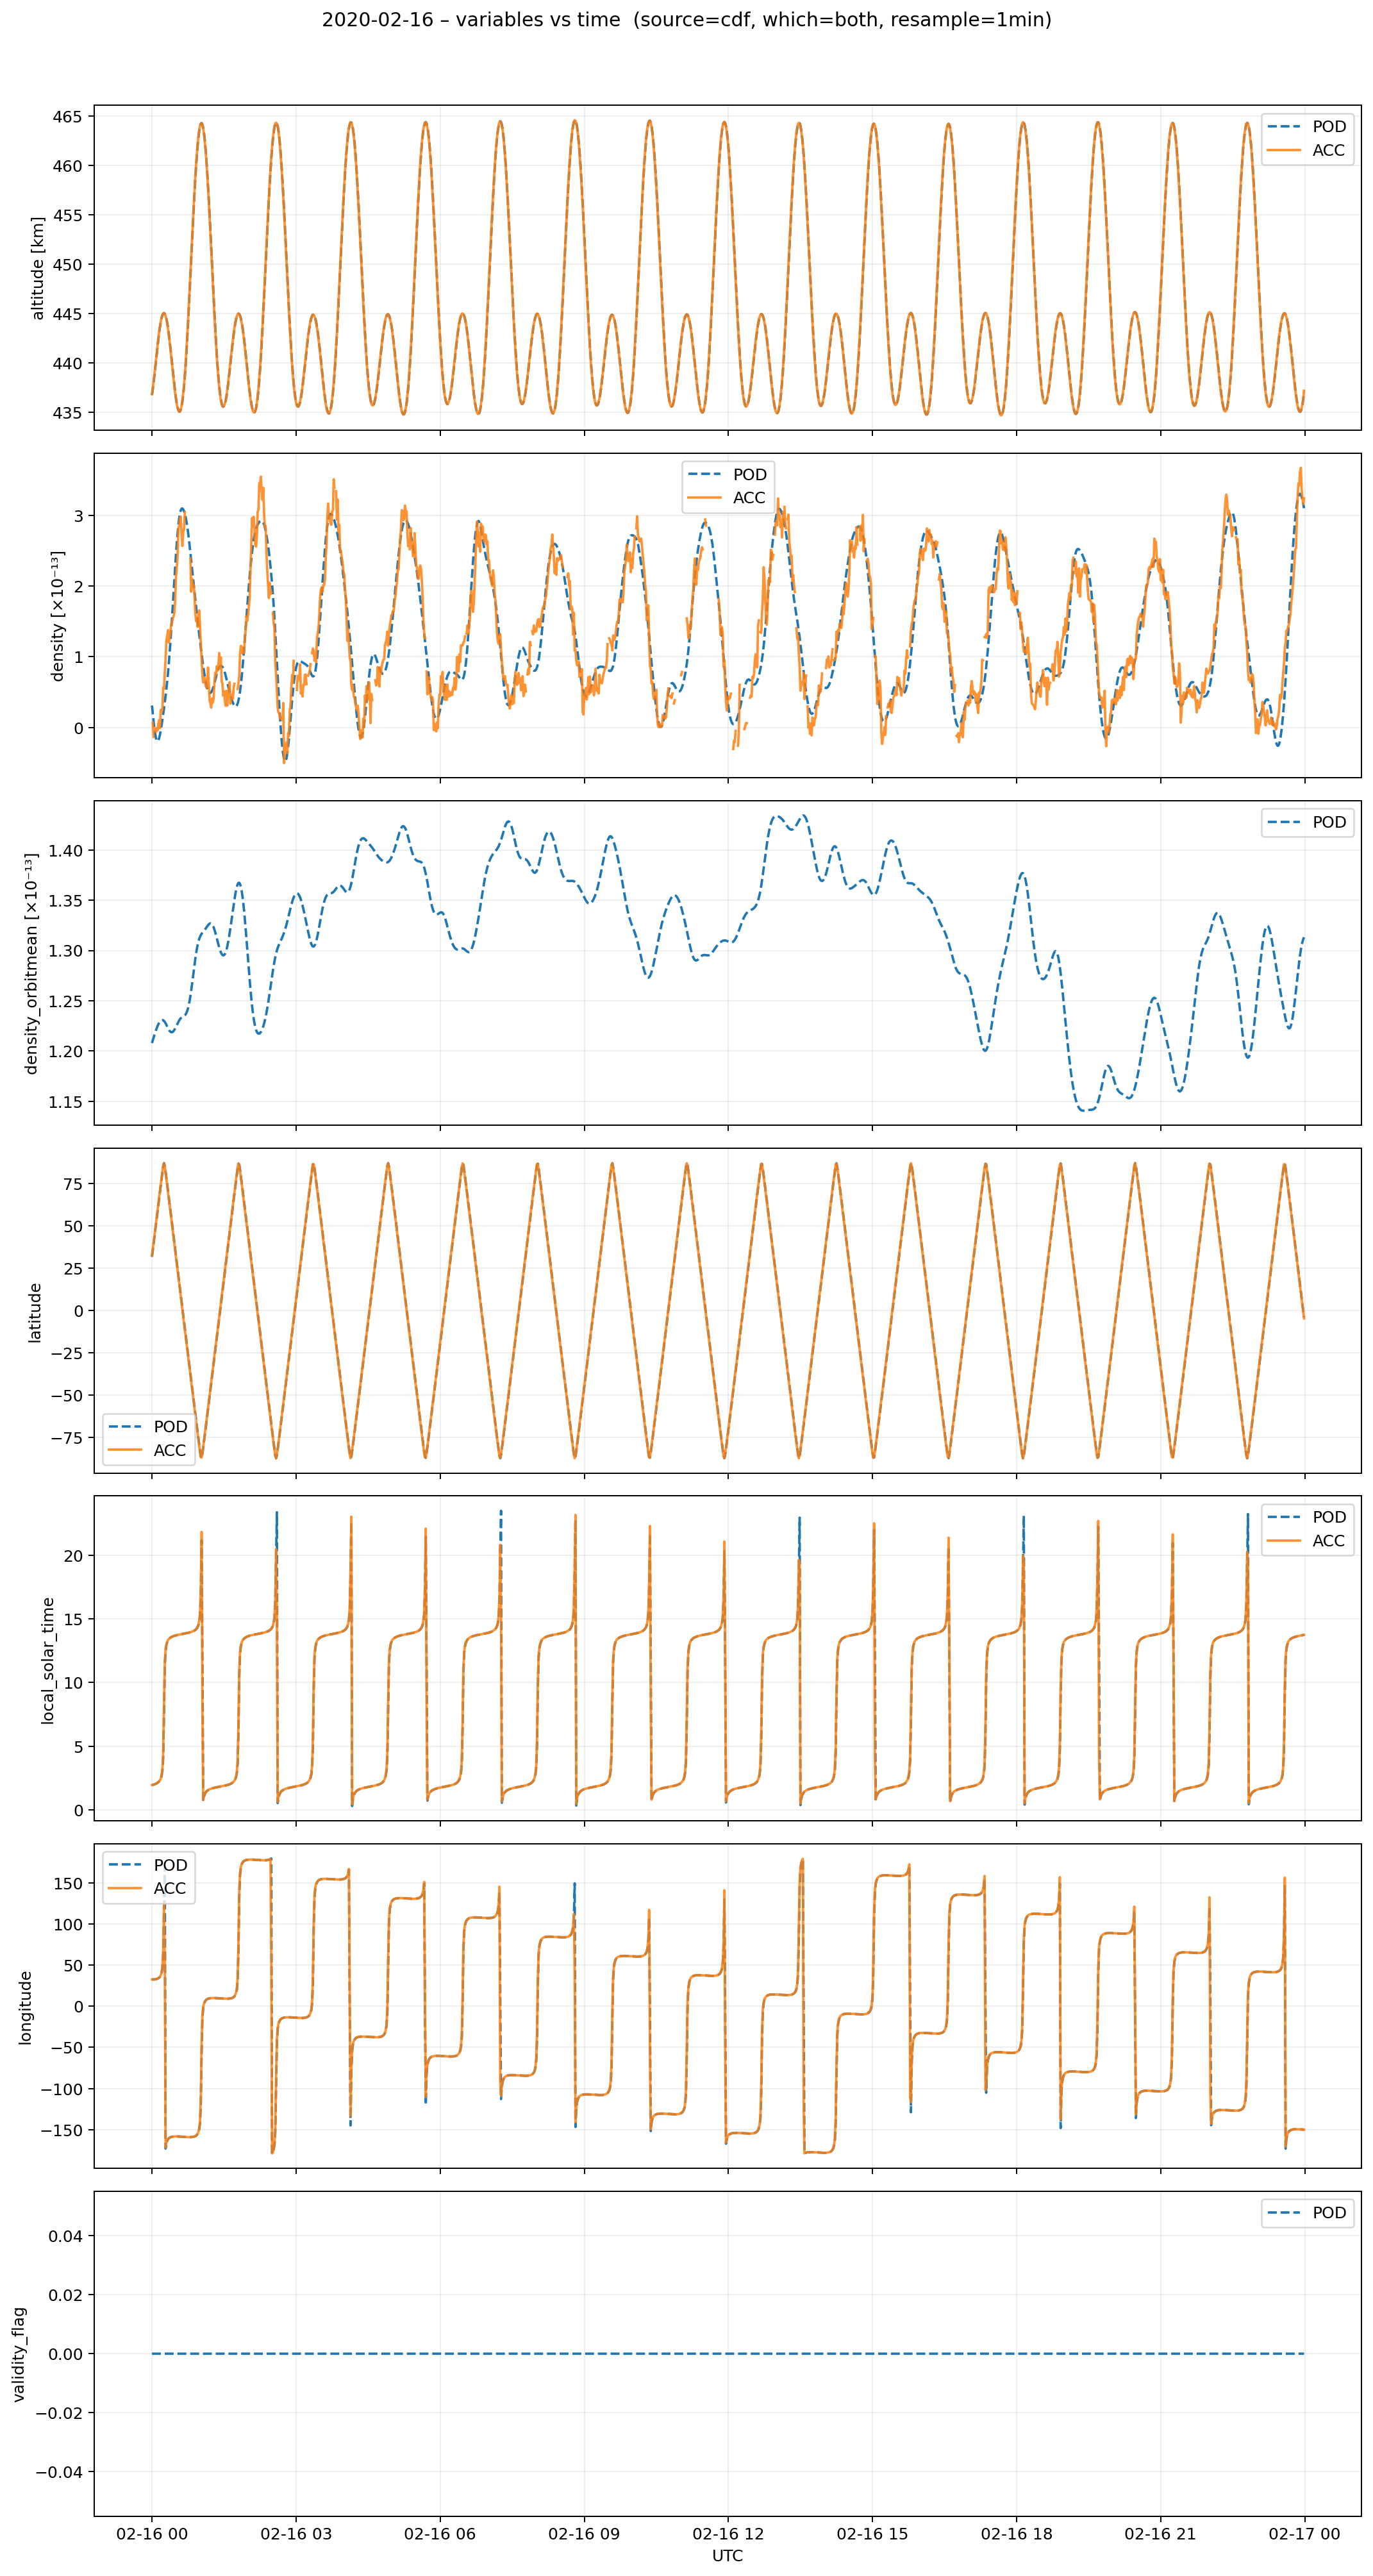 2020-02-16 – variables vs time  (source=cdf, which=both, resample=1min)
altitude [km]
465
460
455
450
445
440
435
POD
ACC
density [×10⁻¹³]
3
2
1
0
POD
ACC
density_orbitmean [×10⁻¹³]
1.40
1.35
1.30
1.25
1.20
1.15
POD
latitude
75
50
25
0
−25
−50
−75
POD
ACC
local_solar_time
20
15
10
5
0
POD
ACC
longitude
150
100
50
0
−50
−100
−150
POD
ACC
validity_flag
0.04
0.02
0.00
−0.02
−0.04
POD
02-16 00 02-16 03 02-16 06 02-16 09 02-16 12 02-16 15 02-16 18 02-16 21 02-17 00
UTC